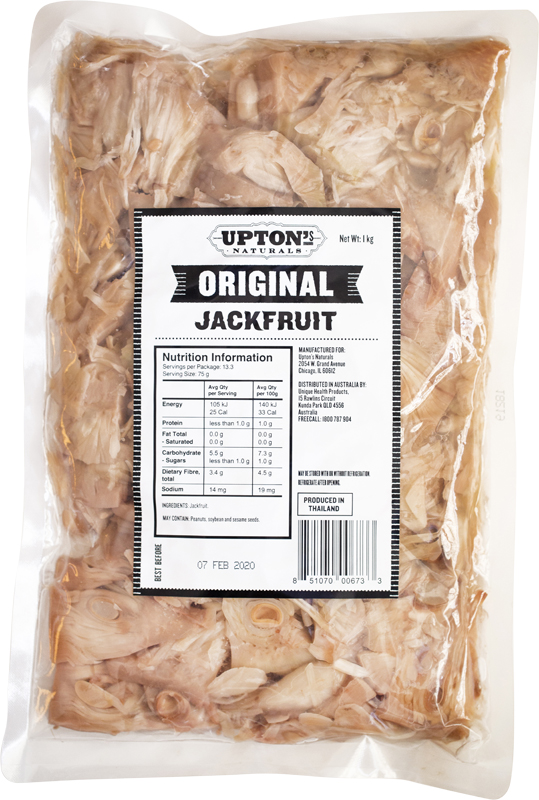 UPTON'S
NATURALS
Net Wt: 1 kg
ORIGINAL
JACKFRUIT
Nutrition Information
Servings per Package: 13.3
Serving Size: 75 g
Avg Qty per Serving Avg Qty per 100g
Energy 105 kJ 140 kJ
25 Cal 33 Cal
Protein less than 1.0 g 1.0 g
Fat Total 0.0 g 0.0 g
- Saturated 0.0 g 0.0 g
Carbohydrate 5.5 g 7.3 g
- Sugars less than 1.0 g 1.0 g
Dietary Fibre, total 3.4 g 4.5 g
Sodium 14 mg 19 mg
INGREDIENTS: Jackfruit.
MAY CONTAIN: Peanuts, soybean and sesame seeds
BEST BEFORE
07 FEB 2020
MANUFACTURED FOR:
Upton's Naturals
2054 W. Grand Avenue
Chicago, IL 60612
DISTRIBUTED IN AUSTRALIA BY:
Unique Health Products,
15 Rawlins Circuit
Kunda Park QLD 4556
Australia
FREECALL: 1800 787 904
MAY BE STORED WITH OR WITHOUT REFRIGERATION
REFRIGERATE AFTER OPENING.
PRODUCED IN
THAILAND
8 51070 00673 3